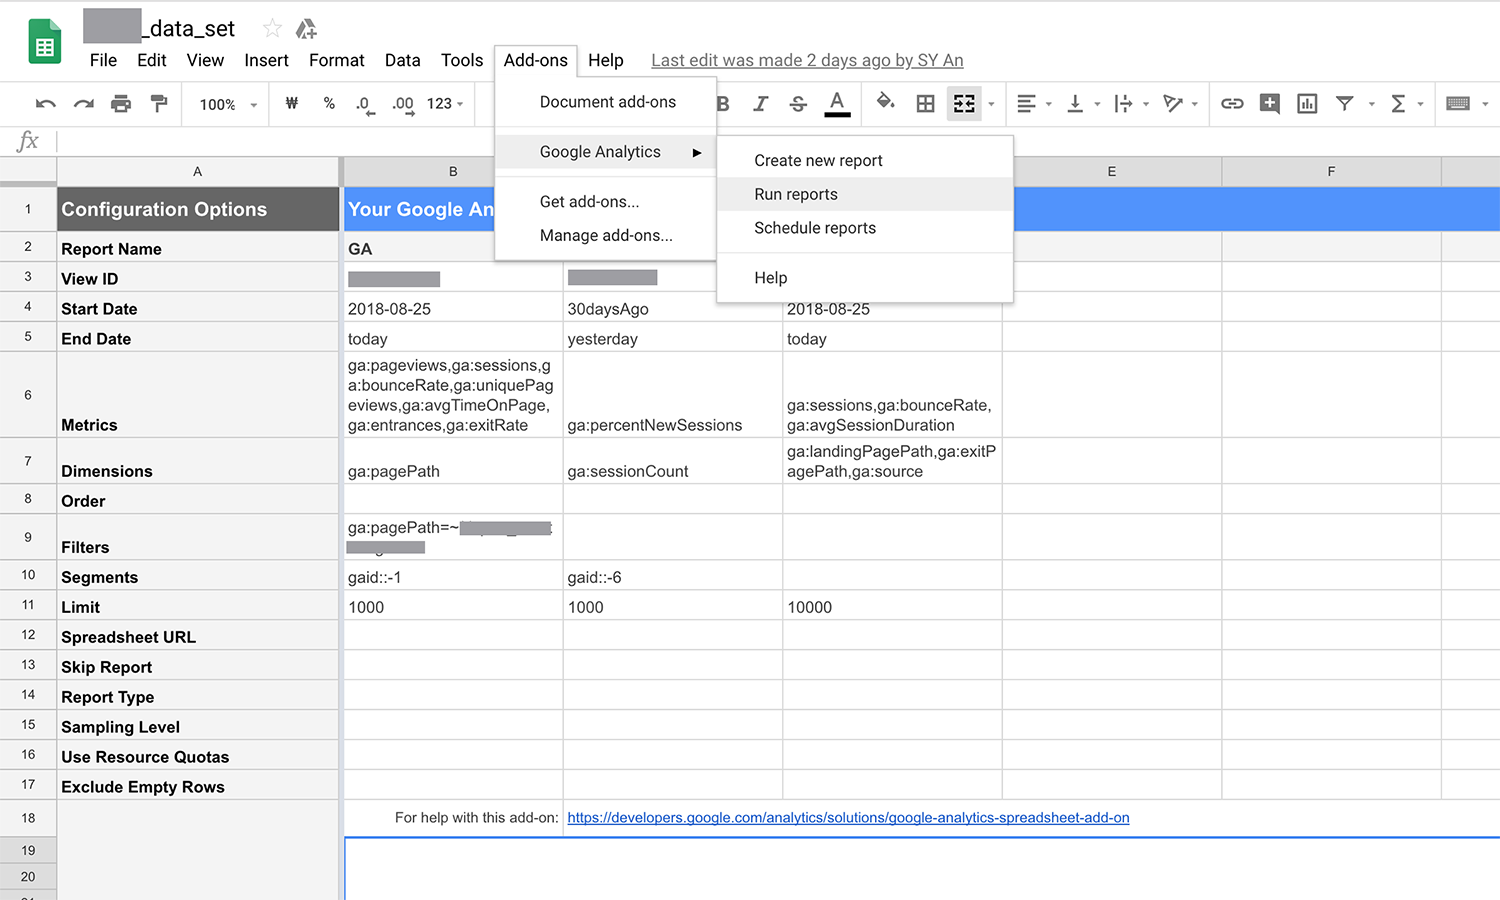 _data_set
File Edit View Insert Format Data Tools Add-ons Help Last edit was made 2 days ago by SY An
100% ₩ % .0 .00 123 B I S A Σ
Document add-ons
Google Analytics
Get add-ons...
Manage add-ons...
Create new report
Run reports
Schedule reports
Help
fx
A B E F
1 Configuration Options Your Google An
2 Report Name GA
3 View ID
4 Start Date 2018-08-25 30daysAgo 2018-08-25
5 End Date today yesterday today
6 Metrics
ga:pageviews,ga:sessions,g
a:bounceRate,ga:uniquePag
eviews,ga:avgTimeOnPage,
ga:entrances,ga:exitRate
ga:percentNewSessions
ga:sessions,ga:bounceRate,
ga:avgSessionDuration
7 Dimensions
ga:pagePath
ga:sessionCount
ga:landingPagePath,ga:exitP
agePath,ga:source
8 Order
9 Filters
ga:pagePath=~
10 Segments gaid::-1 gaid::-6
11 Limit 1000 1000 10000
12 Spreadsheet URL
13 Skip Report
14 Report Type
15 Sampling Level
16 Use Resource Quotas
17 Exclude Empty Rows
18 For help with this add-on: https://developers.google.com/analytics/solutions/google-analytics-spreadsheet-add-on
19
20